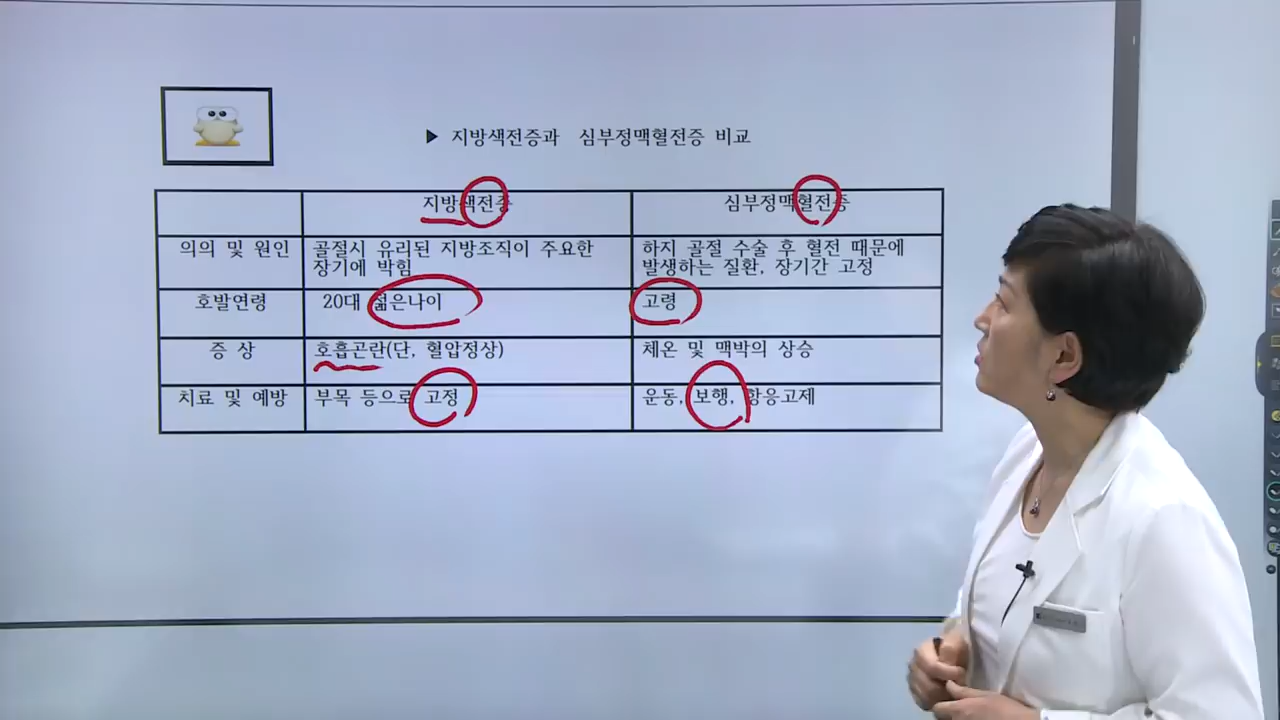 ▶ 지방색전증과 심부정맥혈전증 비교
지방색전증 심부정맥혈전증
의의 및 원인 골절시 유리된 지방조직이 주요한 하지 골절 수술 후 혈전 때문에
장기에 박힘 발생하는 질환, 장기간 고정
호발연령 20대 젊은나이 고령
증 상 호흡곤란(단, 혈압정상) 체온 및 맥박의 상승
치료 및 예방 부목 등으로 고정 운동, 보행, 항응고제